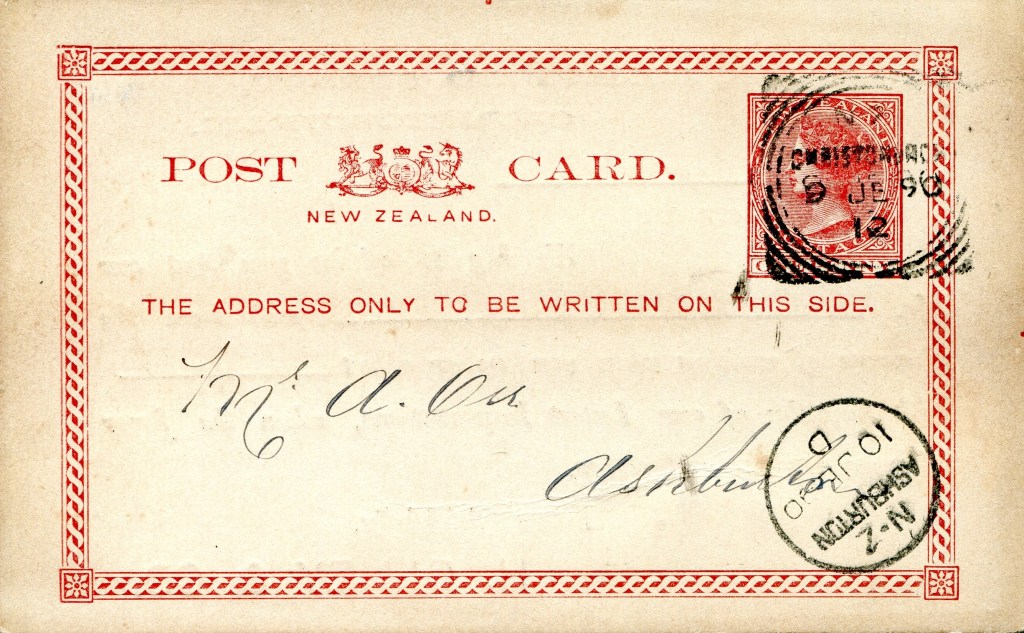 POST CARD.
NEW ZEALAND.
THE ADDRESS ONLY TO BE WRITTEN ON THIS SIDE.
N.Z
CHRISTCHURCH
9 JE 90
12
Mr. A. Orr
Ashburton
N-Z
ASHBURTON
10 JE 90
D